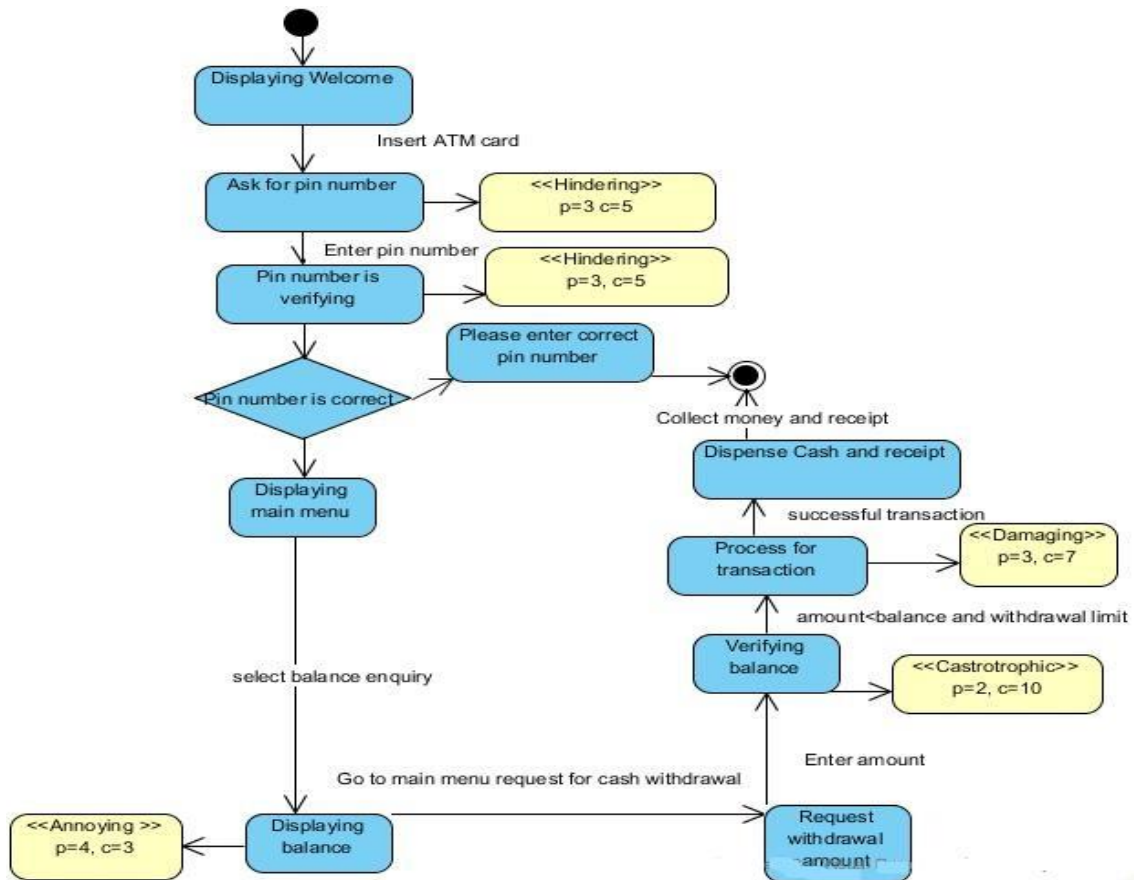 Displaying Welcome
Insert ATM card
Ask for pin number
<<Hindering>>
p=3 c=5
Enter pin number
Pin number is
verifying
<<Hindering>>
p=3, c=5
Please enter correct
pin number
Pin number is correct
Collect money and receipt
Dispense Cash and receipt
Displaying
main menu
successful transaction
Process for
transaction
<<Damaging>>
p=3, c=7
amount<balance and withdrawal limit
Verifying
balance
<<Castrotrophic>>
p=2, c=10
select balance enquiry
Enter amount
Go to main menu request for cash withdrawal
<<Annoying >>
p=4, c=3
Displaying
balance
Request
withdrawal
amount